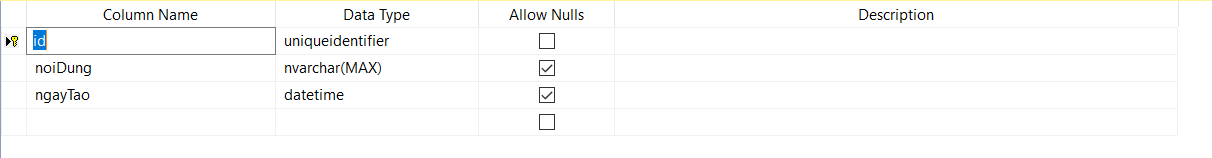 Column Name Data Type Allow Nulls Description
id uniqueidentifier
noiDung nvarchar(MAX)
ngayTao datetime